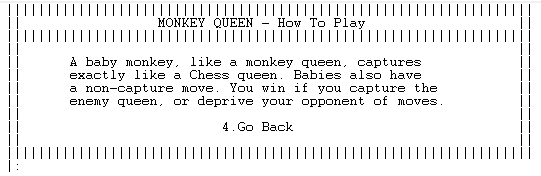 MONKEY QUEEN - How To Play
A baby monkey, like a monkey queen, captures
exactly like a Chess queen. Babies also have
a non-capture move. You win if you capture the
enemy queen, or deprive your opponent of moves.
4.Go Back
: